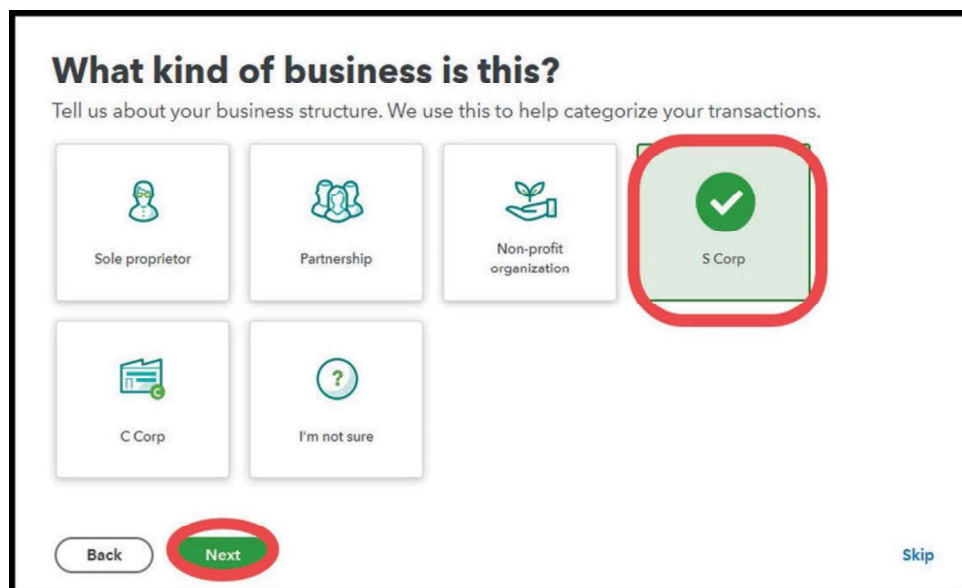 What kind of business is this?
Tell us about your business structure. We use this to help categorize your transactions.
Sole proprietor
Partnership
Non-profit
organization
S Corp
C
C Corp
?
I'm not sure
Back
Next
Skip